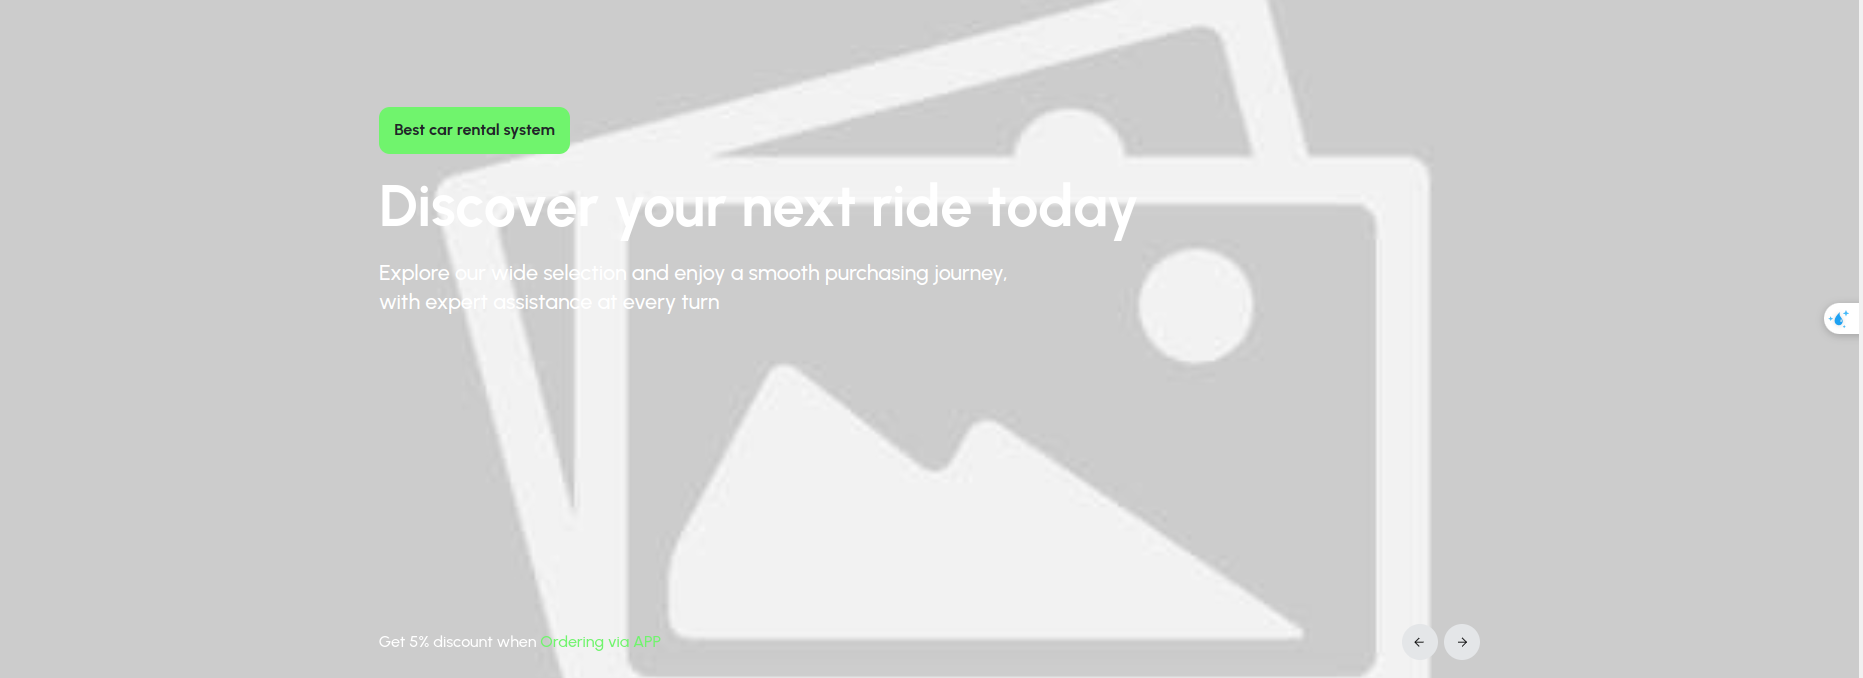 Best car rental system
Discover your next ride today
Explore our wide selection and enjoy a smooth purchasing journey,
with expert assistance at every turn
Get 5% discount when Ordering via APP